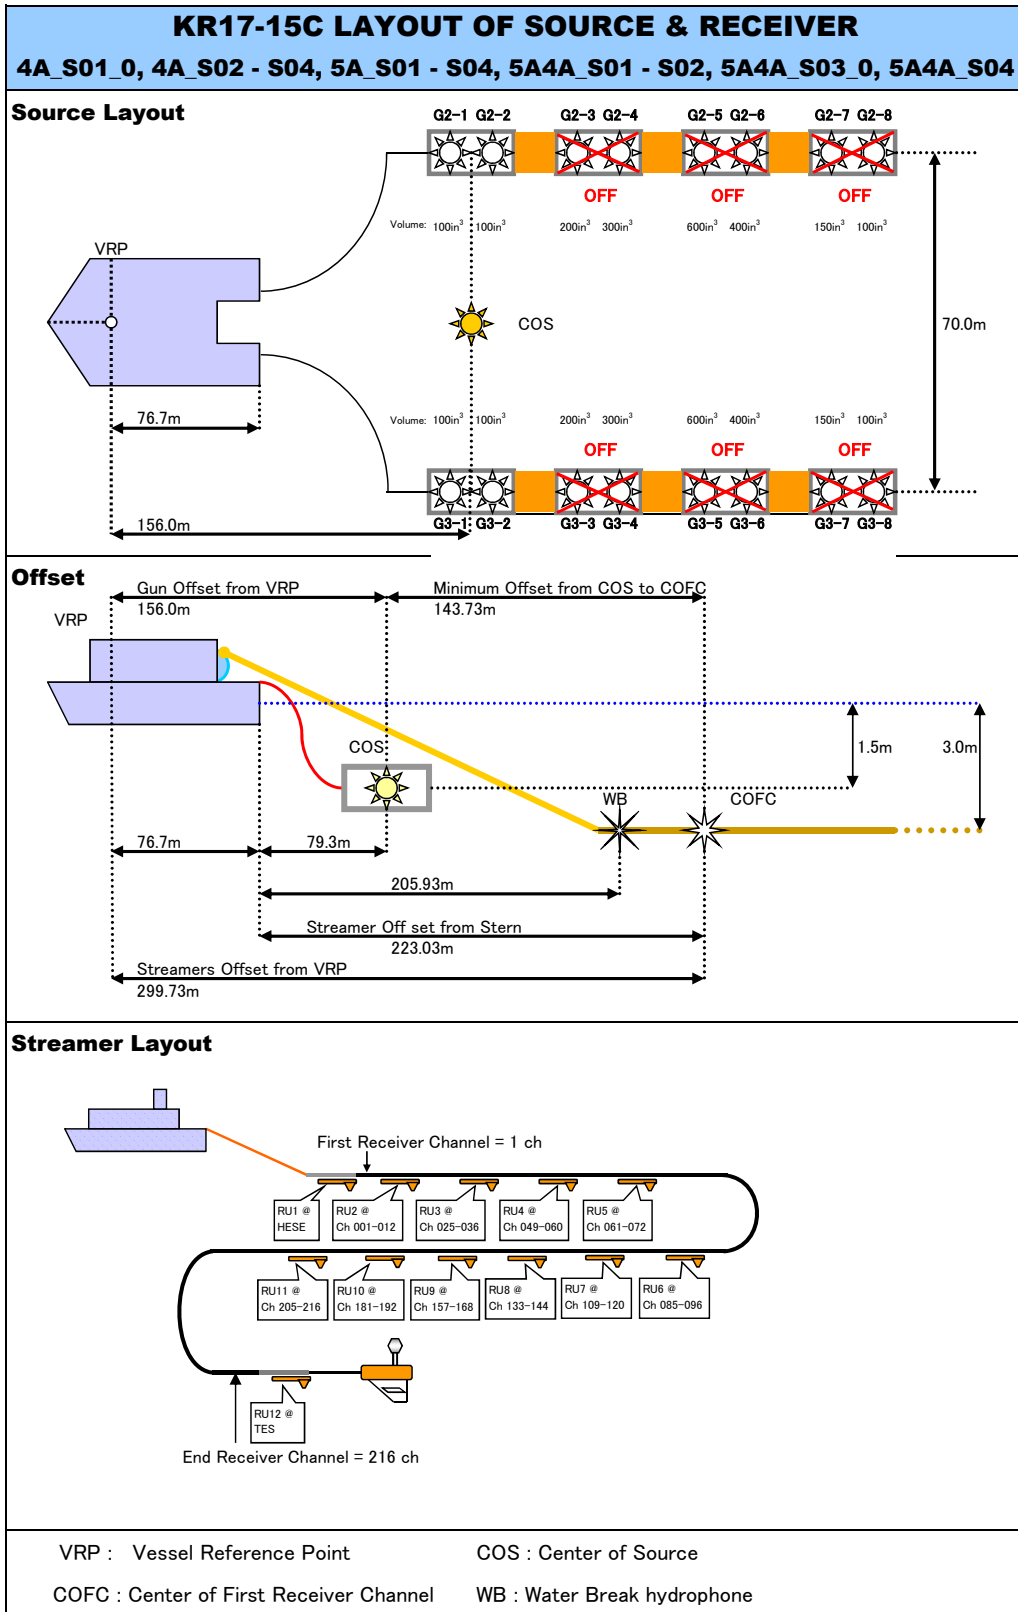 KR17-15C LAYOUT OF SOURCE & RECEIVER
4A_S01_0, 4A_S02 - S04, 5A_S01 - S04, 5A4A_S01 - S02, 5A4A_S03_0, 5A4A_S04
Source Layout
G2-1 G2-2 G2-3 G2-4 G2-5 G2-6 G2-7 G2-8
OFF OFF OFF
Volume: 100in³ 100in³ 200in³ 300in³ 600in³ 400in³ 150in³ 100in³
VRP
COS
70.0m
76.7m
Volume: 100in³ 100in³ 200in³ 300in³ 600in³ 400in³ 150in³ 100in³
OFF OFF OFF
G3-1 G3-2 G3-3 G3-4 G3-5 G3-6 G3-7 G3-8
156.0m
Offset
Gun Offset from VRP
156.0m
Minimum Offset from COS to COFC
143.73m
VRP
COS
1.5m
3.0m
WB
COFC
76.7m
79.3m
205.93m
Streamer Off set from Stern
223.03m
Streamers Offset from VRP
299.73m
Streamer Layout
First Receiver Channel = 1 ch
RU1 @
HESE
RU2 @
Ch 001-012
RU3 @
Ch 025-036
RU4 @
Ch 049-060
RU5 @
Ch 061-072
RU11 @
Ch 205-216
RU10 @
Ch 181-192
RU9 @
Ch 157-168
RU8 @
Ch 133-144
RU7 @
Ch 109-120
RU6 @
Ch 085-096
RU12 @
TES
End Receiver Channel = 216 ch
VRP : Vessel Reference Point
COS : Center of Source
COFC : Center of First Receiver Channel
WB : Water Break hydrophone